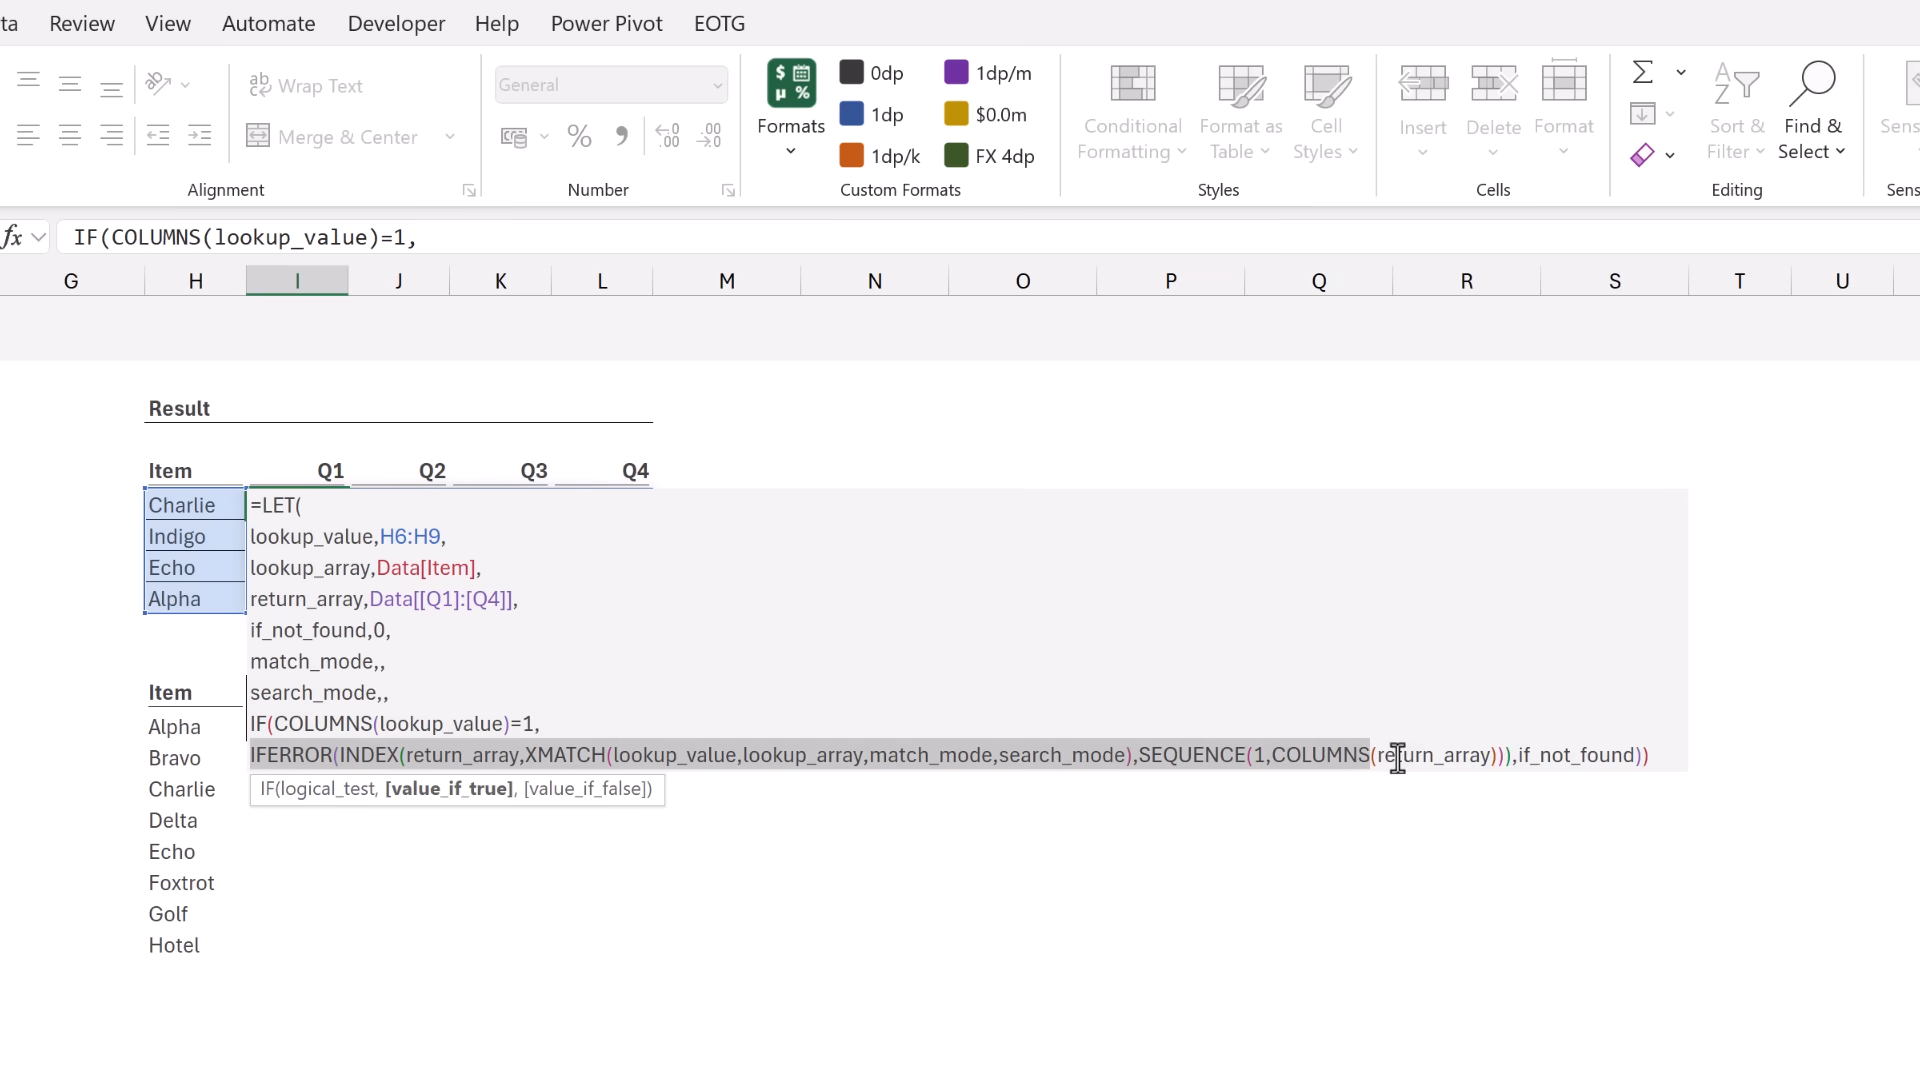 ta Review View Automate Developer Help Power Pivot EOTG
Wrap Text
Merge & Center
Alignment
General
Number
Formats
0dp 1dp/m
1dp $0.0m
1dp/k FX 4dp
Custom Formats
Conditional Formatting
Format as Table
Cell Styles
Styles
Insert Delete Format
Cells
Sort & Filter
Find & Select
Editing
Sens
Sens
fx IF(COLUMNS(lookup_value)=1,
G H I J K L M N O P Q R S T U
Result
Item Q1 Q2 Q3 Q4
Charlie =LET(
Indigo lookup_value,H6:H9,
Echo lookup_array,Data[Item],
Alpha return_array,Data[[Q1]:[Q4]],
if_not_found,0,
match_mode,,
Item search_mode,,
Alpha IF(COLUMNS(lookup_value)=1,
Bravo IFERROR(INDEX(return_array,XMATCH(lookup_value,lookup_array,match_mode,search_mode),SEQUENCE(1,COLUMNS(return_array))),if_not_found))
Charlie IF(logical_test, [value_if_true], [value_if_false])
Delta
Echo
Foxtrot
Golf
Hotel